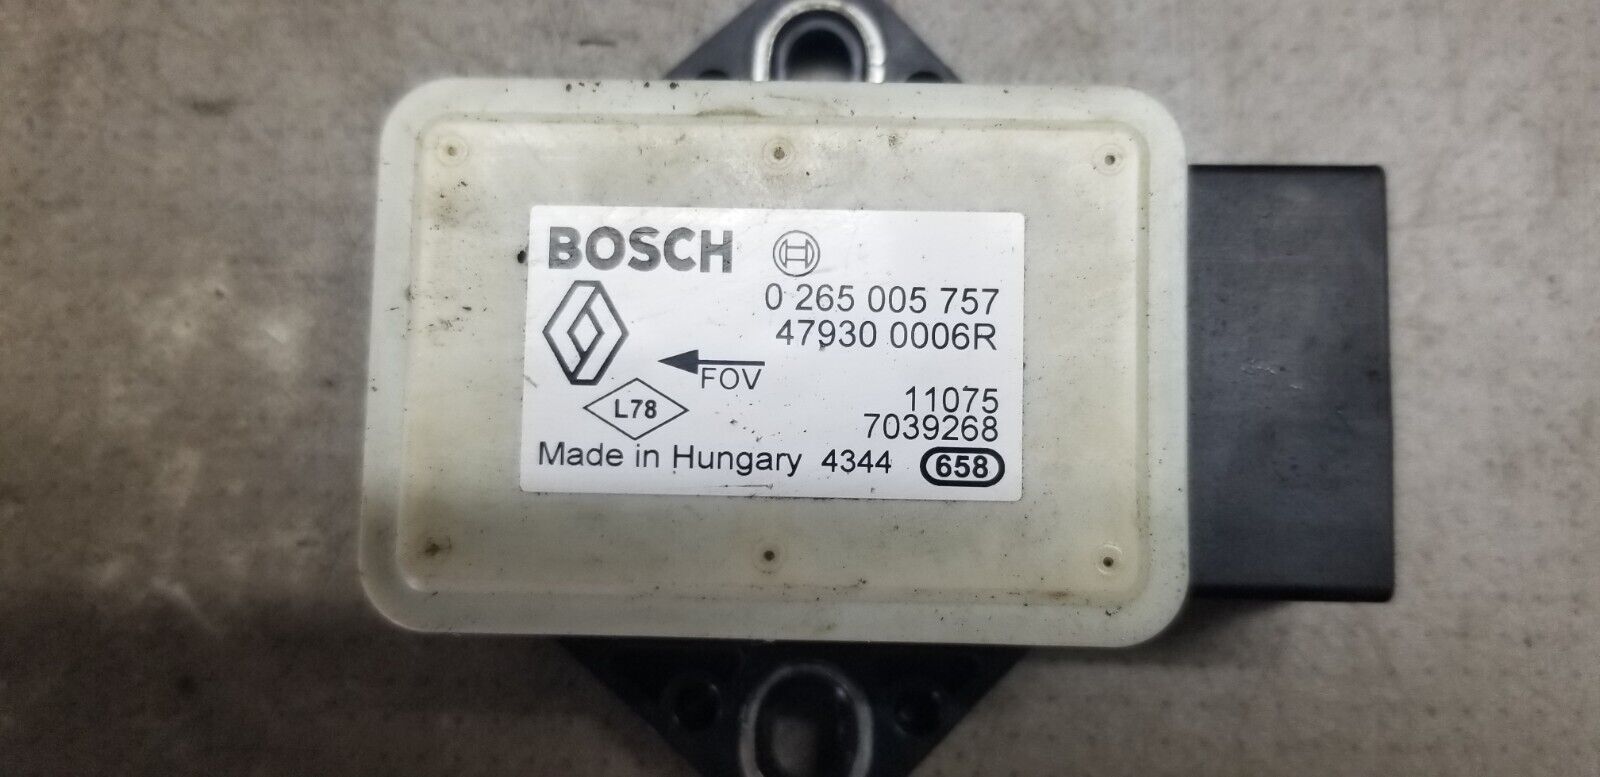 BOSCH
0 265 005 757
47930 0006R
FOV
11075
L78
7039268
Made in Hungary 4344 658